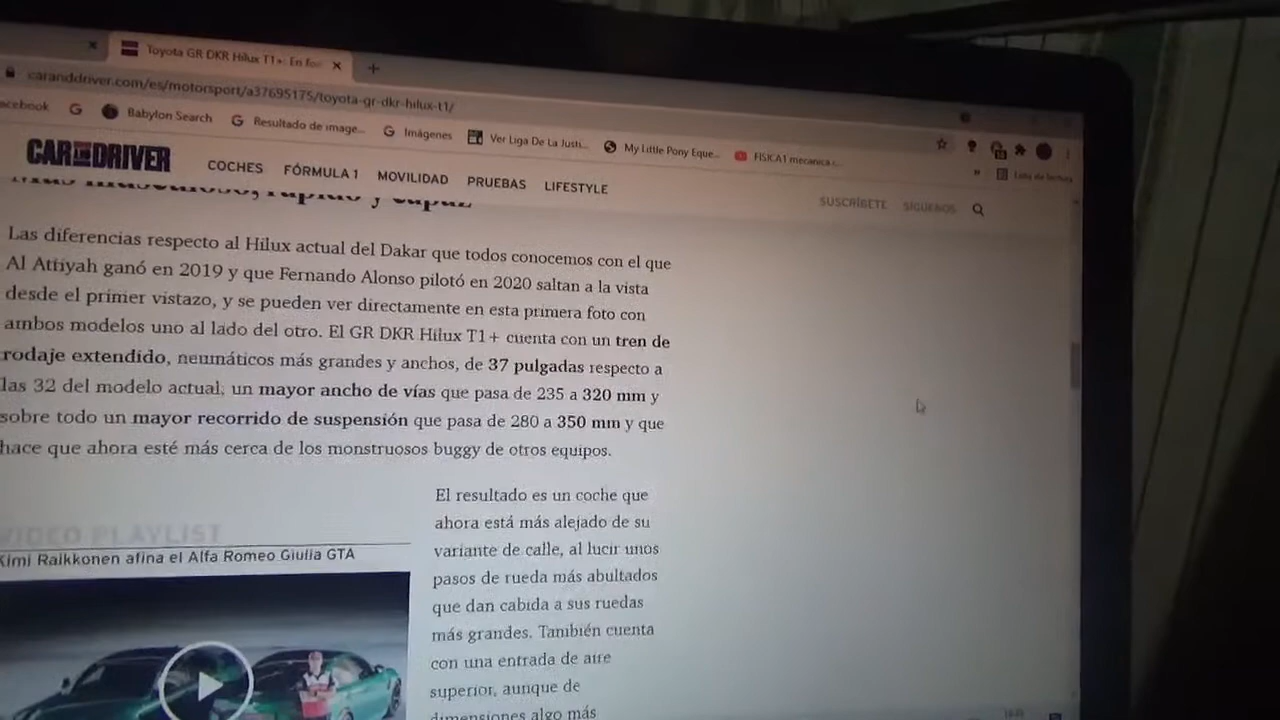 Toyota GR DKR Hilux T1+: En fo
caranddriver.com/es/motorsport/a37695175/toyota-gr-dkr-hilux-t1/
acebook
Babylon Search
Resultado de image...
Imágenes
Ver Liga De La Justi...
My Little Pony Eque...
FISICA1 mecanica
Lista de lectura
CAR AND DRIVER
COCHES FÓRMULA 1 MOVILIDAD PRUEBAS LIFESTYLE
SUSCRÍBETE SÍGUENOS
Más musculoso, rápido y capaz
Las diferencias respecto al Hilux actual del Dakar que todos conocemos con el que
Al Attiyah ganó en 2019 y que Fernando Alonso pilotó en 2020 saltan a la vista
desde el primer vistazo, y se pueden ver directamente en esta primera foto con
ambos modelos uno al lado del otro. El GR DKR Hilux T1+ cuenta con un tren de
rodaje extendido, neumáticos más grandes y anchos, de 37 pulgadas respecto a
las 32 del modelo actual; un mayor ancho de vías que pasa de 235 a 320 mm y
sobre todo un mayor recorrido de suspensión que pasa de 280 a 350 mm y que
hace que ahora esté más cerca de los monstruosos buggy de otros equipos.
VIDEO PLAYLIST
Kimi Raikkonen afina el Alfa Romeo Giulia GTA
El resultado es un coche que
ahora está más alejado de su
variante de calle, al lucir unos
pasos de rueda más abultados
que dan cabida a sus ruedas
más grandes. También cuenta
con una entrada de aire
superior, aunque de
dimensiones algo más